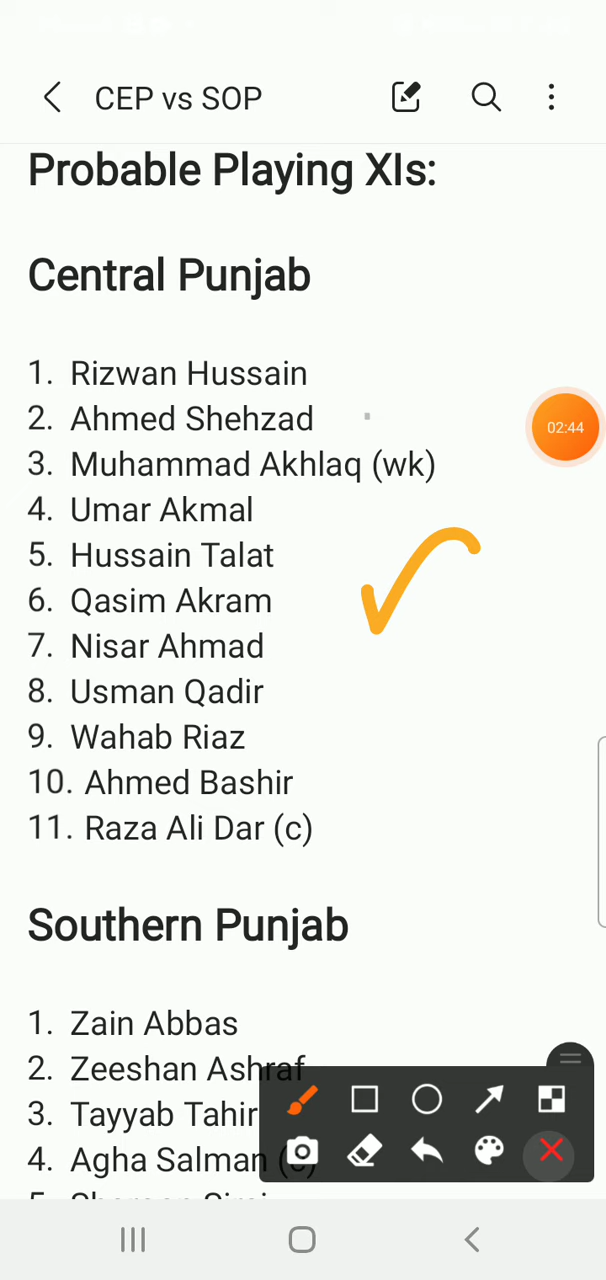 CEP vs SOP
Probable Playing XIs:
Central Punjab
1. Rizwan Hussain
2. Ahmed Shehzad
02:44
3. Muhammad Akhlaq (wk)
4. Umar Akmal
5. Hussain Talat
6. Qasim Akram
7. Nisar Ahmad
8. Usman Qadir
9. Wahab Riaz
10. Ahmed Bashir
11. Raza Ali Dar (c)
Southern Punjab
1. Zain Abbas
2. Zeeshan Ashraf
3. Tayyab Tahir
4. Agha Salman (c)